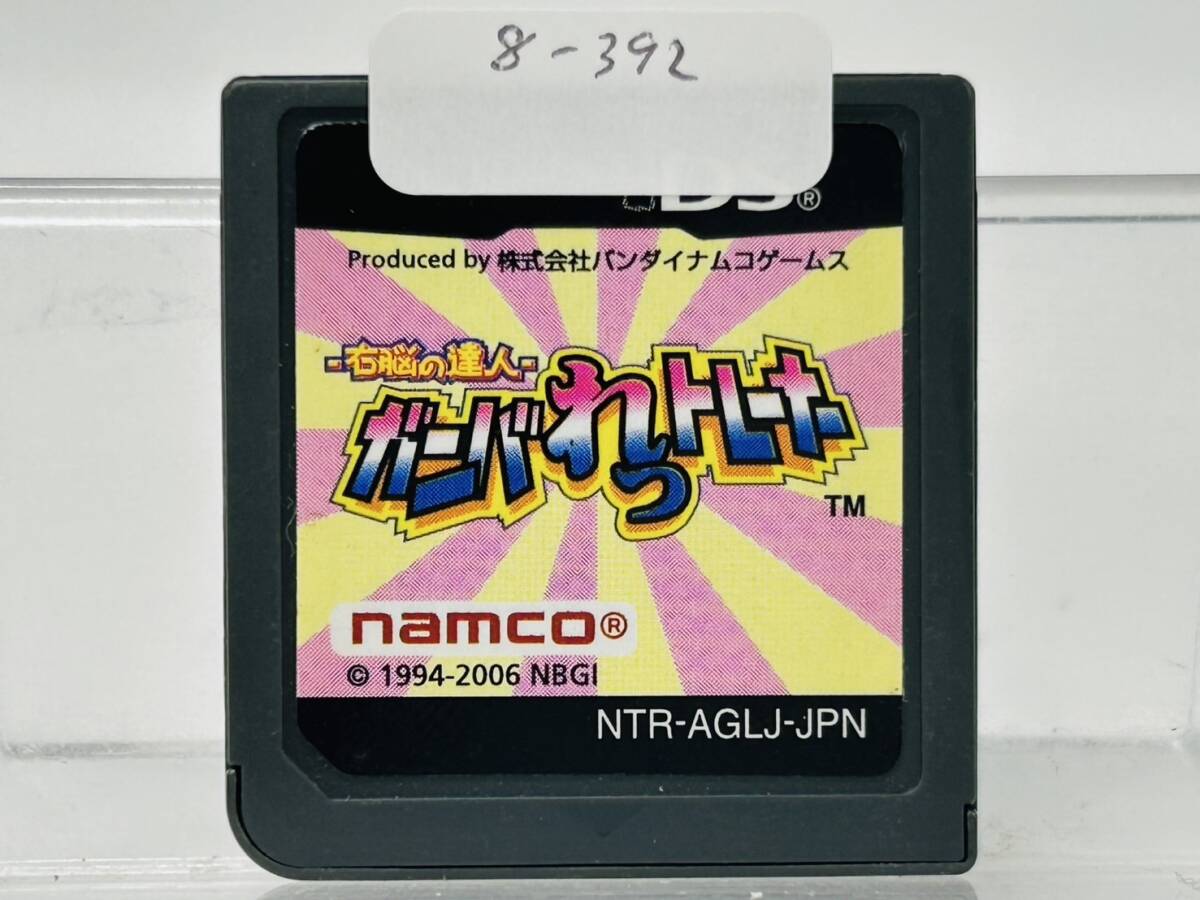 8-392
DS®
Produced by 株式会社バンダイナムコゲームス
-右脳の達人-
ガンバれっトレーナー
TM
namco®
© 1994-2006 NBGI
NTR-AGLJ-JPN